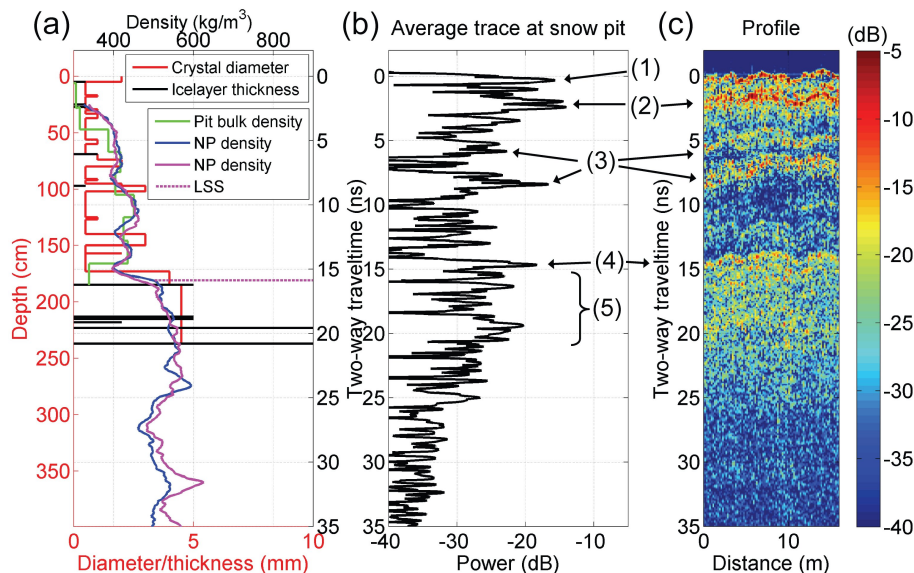 (a)
Density (kg/m³)
400 600 800
Crystal diameter
Icelayer thickness
Pit bulk density
NP density
NP density
LSS
Depth (cm)
0
50
100
150
200
250
300
350
0
5
10
15
20
25
30
35
Two-way traveltime (ns)
0 5 10
Diameter/thickness (mm)
(b)
Average trace at snow pit
0
5
10
15
20
25
30
35
(1)
(2)
(3)
(4)
(5)
-40 -30 -20 -10
Power (dB)
Two-way traveltime (ns)
(c)
Profile
0
5
10
15
20
25
30
35
0 10
Distance (m)
(dB)
-5
-10
-15
-20
-25
-30
-35
-40